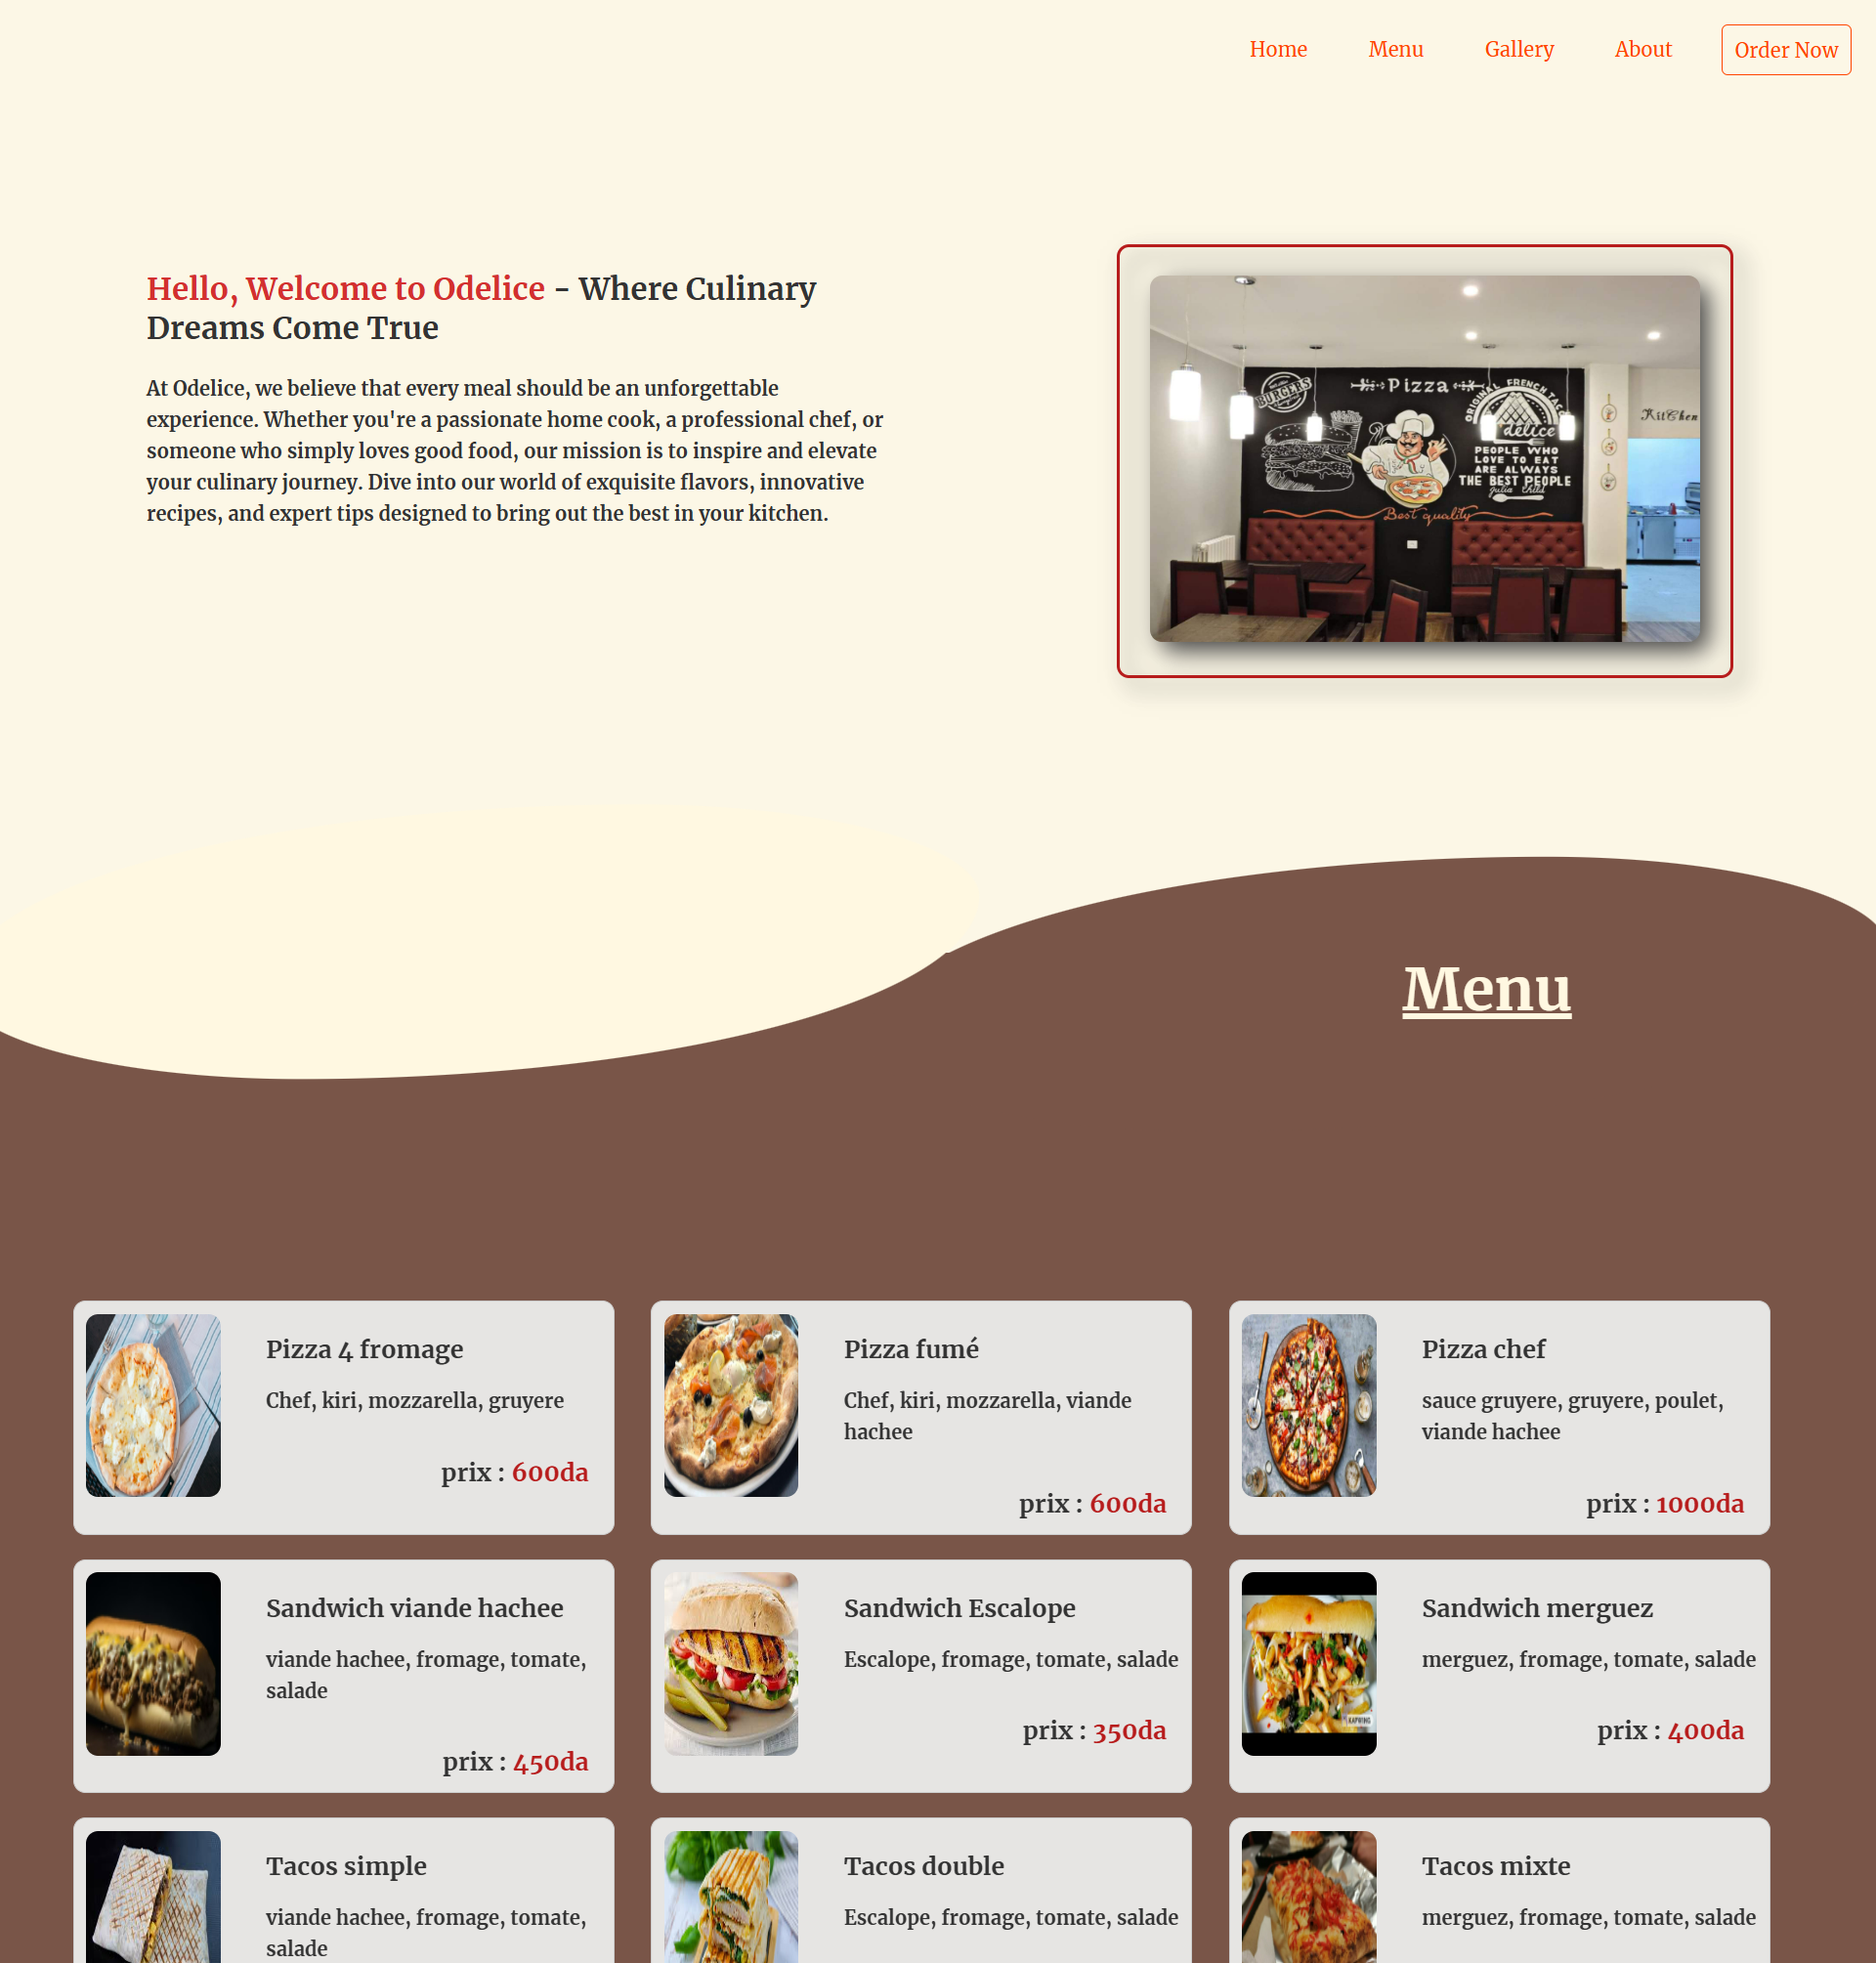 Home Menu Gallery About Order Now
Hello, Welcome to Odelice - Where Culinary
Dreams Come True
At Odelice, we believe that every meal should be an unforgettable
experience. Whether you're a passionate home cook, a professional chef, or
someone who simply loves good food, our mission is to inspire and elevate
your culinary journey. Dive into our world of exquisite flavors, innovative
recipes, and expert tips designed to bring out the best in your kitchen.
BURGERS
Pizza
ORIGINAL FRENCH TACOS
délice
PEOPLE WHO
LOVE TO EAT
ARE ALWAYS
THE BEST PEOPLE
Julia Child
Best quality
KitChen
Menu
Pizza 4 fromage
Chef, kiri, mozzarella, gruyere
prix : 600da
Pizza fumé
Chef, kiri, mozzarella, viande
hachee
prix : 600da
Pizza chef
sauce gruyere, gruyere, poulet,
viande hachee
prix : 1000da
Sandwich viande hachee
viande hachee, fromage, tomate,
salade
prix : 450da
Sandwich Escalope
Escalope, fromage, tomate, salade
prix : 350da
Sandwich merguez
merguez, fromage, tomate, salade
prix : 400da
KAPWING
Tacos simple
viande hachee, fromage, tomate,
salade
Tacos double
Escalope, fromage, tomate, salade
Tacos mixte
merguez, fromage, tomate, salade